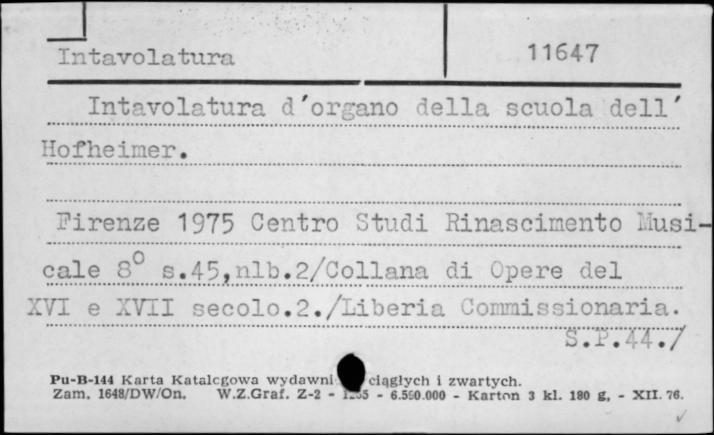 Intavolatura 11647
Intavolatura d'organo della scuola dell'
Hofheimer.
Firenze 1975 Centro Studi Rinascimento Musi-
cale 8° s.45,nlb.2/Collana di Opere del
XVI e XVII secolo.2./Liberia Commissionaria.
S.P.44./
Pu-B-144 Karta Katalogowa wydawni ciągłych i zwartych.
Zam. 1648/DW/On. W.Z.Graf. Z-2 - - 6.550.000 - Karton 3 kl. 180 g, - XII. 76.